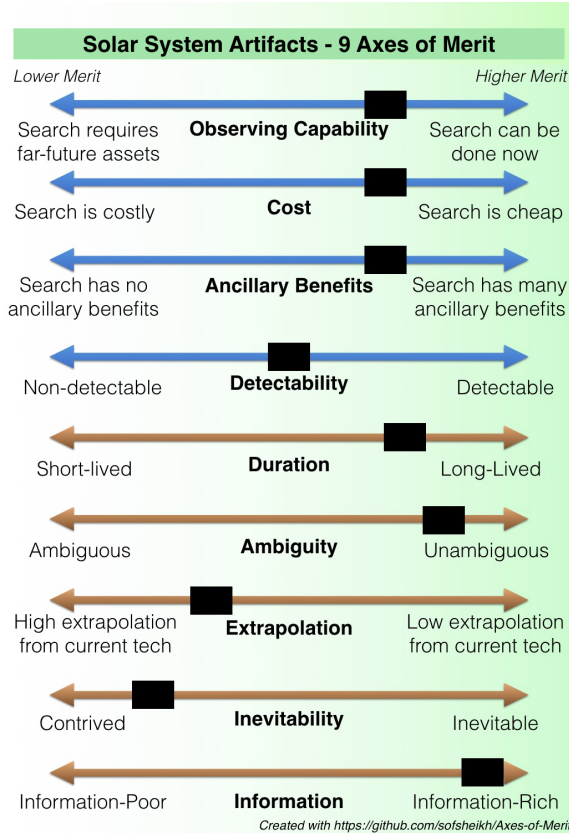 Solar System Artifacts - 9 Axes of Merit
Lower Merit
Higher Merit
Search requires
far-future assets
Observing Capability
Search can be
done now
Search is costly
Cost
Search is cheap
Search has no
ancillary benefits
Ancillary Benefits
Search has many
ancillary benefits
Non-detectable
Detectability
Detectable
Short-lived
Duration
Long-Lived
Ambiguous
Ambiguity
Unambiguous
High extrapolation
from current tech
Extrapolation
Low extrapolation
from current tech
Contrived
Inevitability
Inevitable
Information-Poor
Information
Information-Rich
Created with https://github.com/sofsheikh/Axes-of-Merit